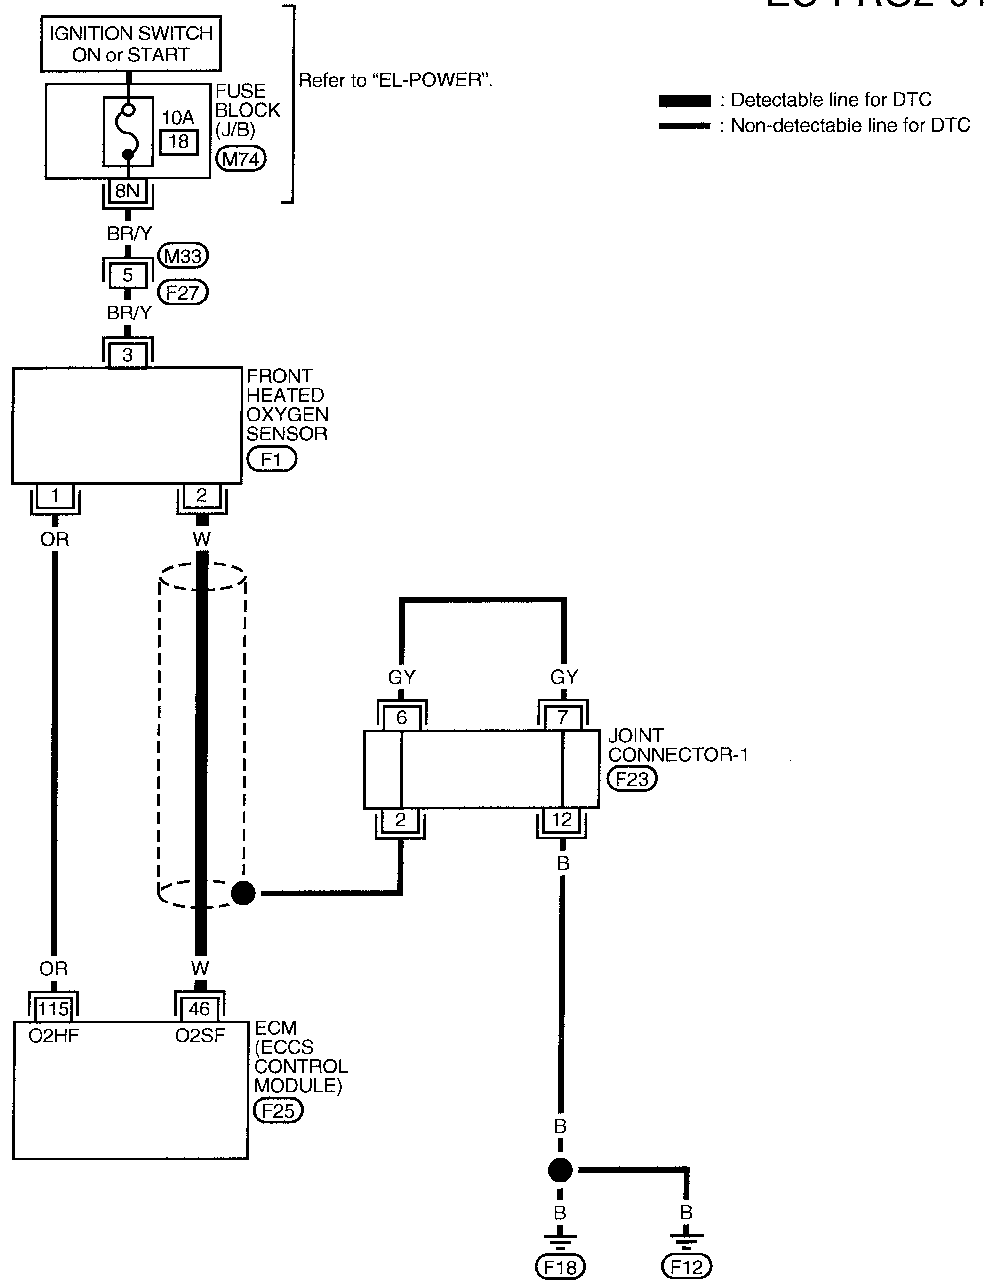 IGNITION SWITCH
ON or START
Refer to "EL-POWER".
FUSE
BLOCK
(J/B)
M74
10A
18
8N
: Detectable line for DTC
: Non-detectable line for DTC
BR/Y
M33
5
F27
BR/Y
3
FRONT
HEATED
OXYGEN
SENSOR
F1
1
2
OR
W
GY
GY
6
7
JOINT
CONNECTOR-1
F23
2
12
B
OR
W
115
46
O2HF
O2SF
ECM
(ECCS
CONTROL
MODULE)
F25
B
B
B
F18
F12